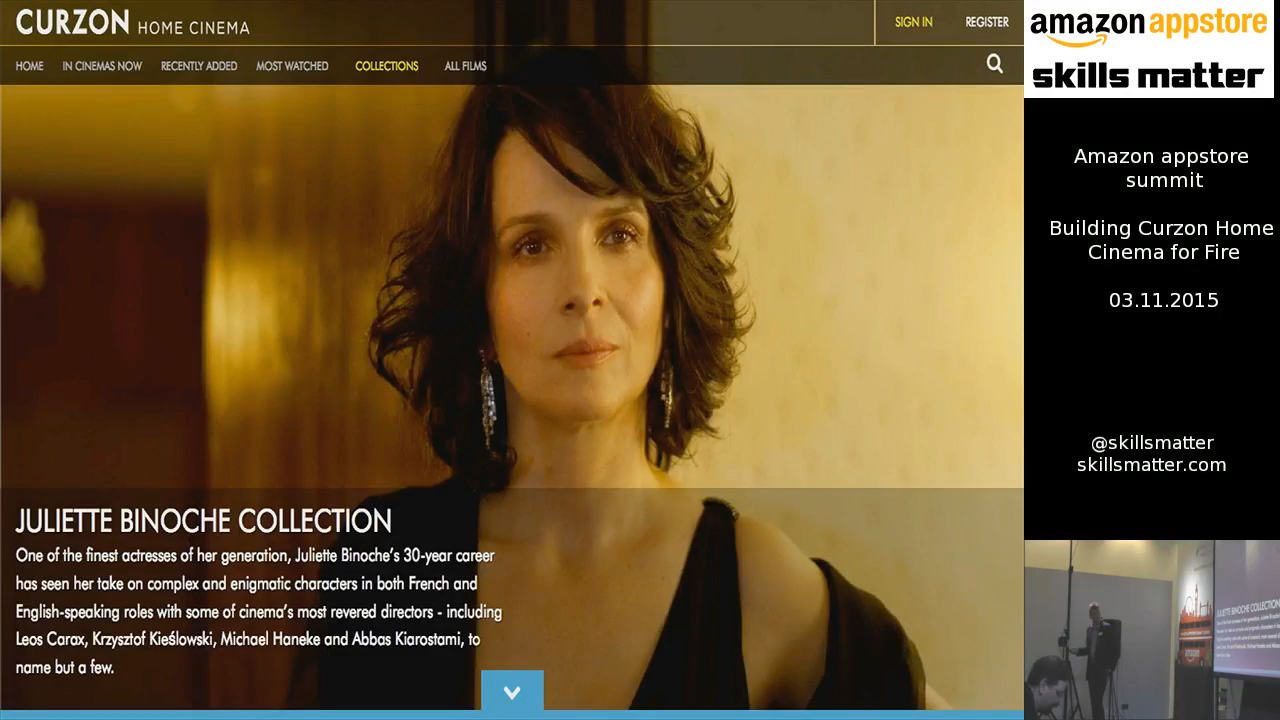 CURZON HOME CINEMA
SIGN IN
REGISTER
HOME
IN CINEMAS NOW
RECENTLY ADDED
MOST WATCHED
COLLECTIONS
ALL FILMS
JULIETTE BINOCHE COLLECTION
One of the finest actresses of her generation, Juliette Binoche's 30-year career
has seen her take on complex and enigmatic characters in both French and
English-speaking roles with some of cinema's most revered directors - including
Leos Carax, Krzysztof Kieślowski, Michael Haneke and Abbas Kiarostami, to
name but a few.
amazon appstore
skills matter
Amazon appstore
summit
Building Curzon Home
Cinema for Fire
03.11.2015
@skillsmatter
skillsmatter.com
JULIETTE BINOCHE COLLECTION
amazon